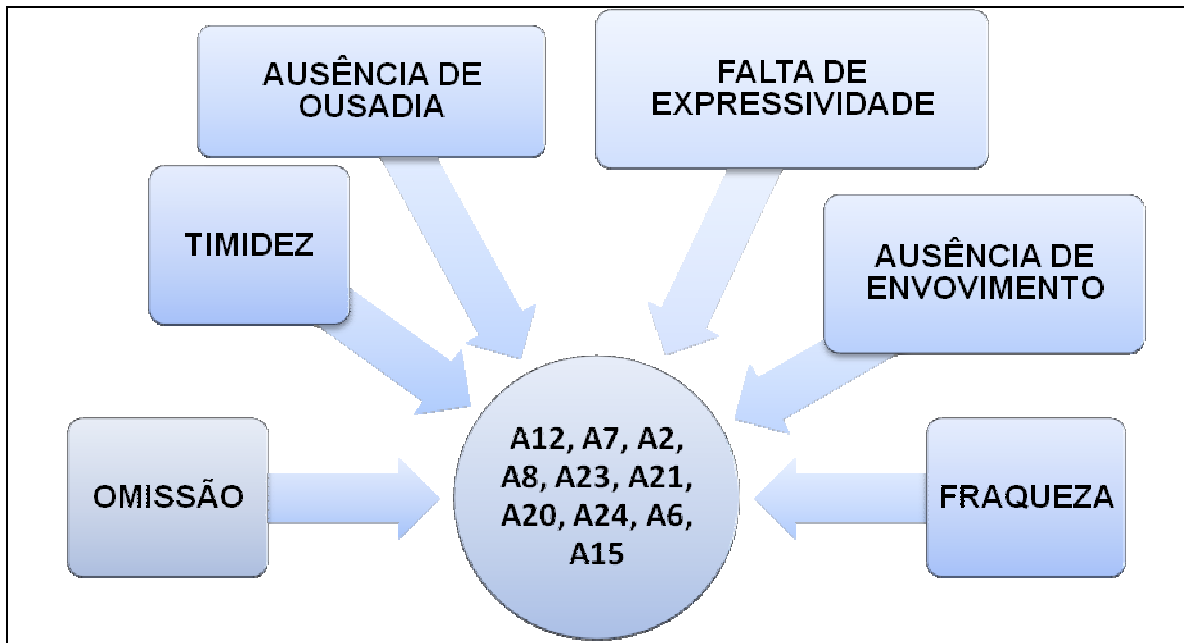 AUSÊNCIA DE
OUSADIA
FALTA DE
EXPRESSIVIDADE
TIMIDEZ
AUSÊNCIA DE
ENVOVIMENTO
OMISSÃO
A12, A7, A2,
A8, A23, A21,
A20, A24, A6,
A15
FRAQUEZA